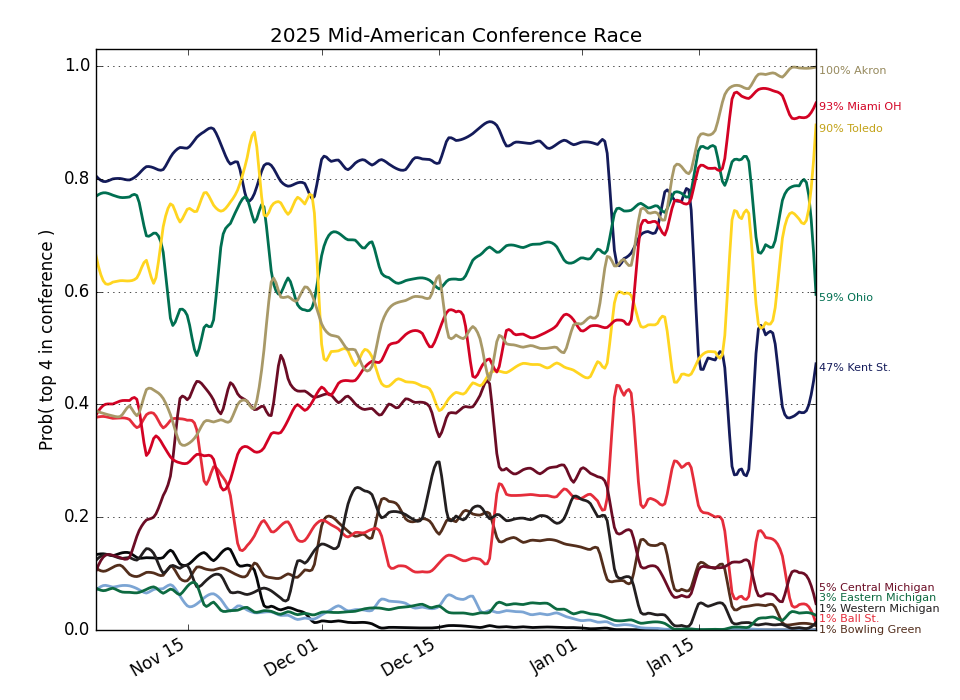 2025 Mid-American Conference Race
Prob( top 4 in conference )
1.0
0.8
0.6
0.4
0.2
0.0
Nov 15
Dec 01
Dec 15
Jan 01
Jan 15
100% Akron
93% Miami OH
90% Toledo
59% Ohio
47% Kent St.
5% Central Michigan
3% Eastern Michigan
1% Western Michigan
1% Ball St.
1% Bowling Green